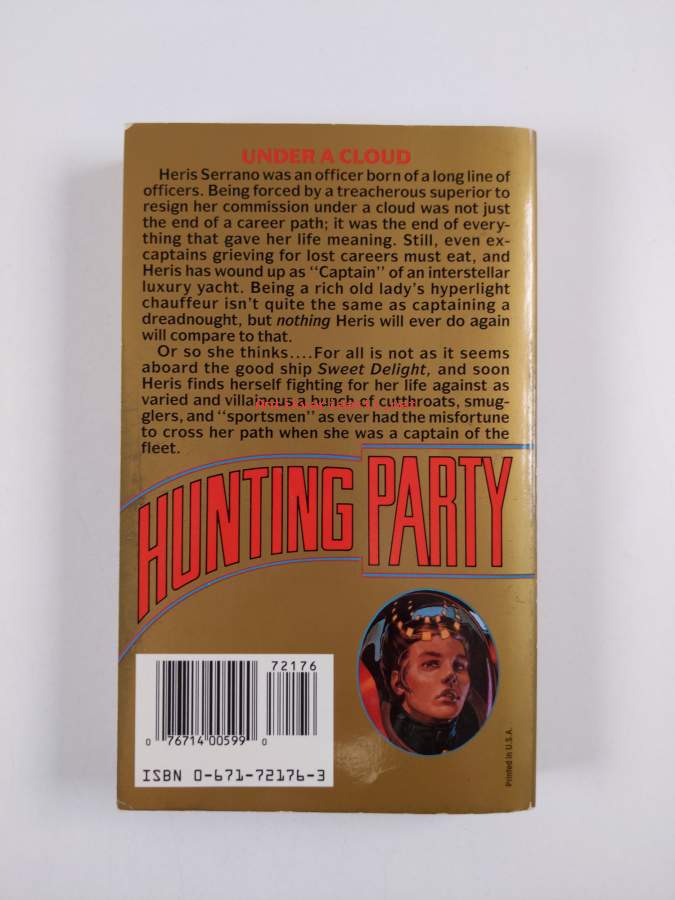 UNDER A CLOUD
Heris Serrano was an officer born of a long line of
officers. Being forced by a treacherous superior to
resign her commission under a cloud was not just
the end of a career path; it was the end of every-
thing that gave her life meaning. Still, even ex-
captains grieving for lost careers must eat, and
Heris has wound up as "Captain" of an interstellar
luxury yacht. Being a rich old lady's hyperlight
chauffeur isn't quite the same as captaining a
dreadnought, but nothing Heris will ever do again
will compare to that.
Or so she thinks....For all is not as it seems
aboard the good ship Sweet Delight, and soon
Heris finds herself fighting for her life against as
varied and villainous a bunch of cutthroats, smug-
glers, and "sportsmen" as ever had the misfortune
to cross her path when she was a captain of the
fleet.
HUNTING PARTY
72176
0 76714 00599 0
ISBN 0-671-72176-3
Printed in U.S.A.